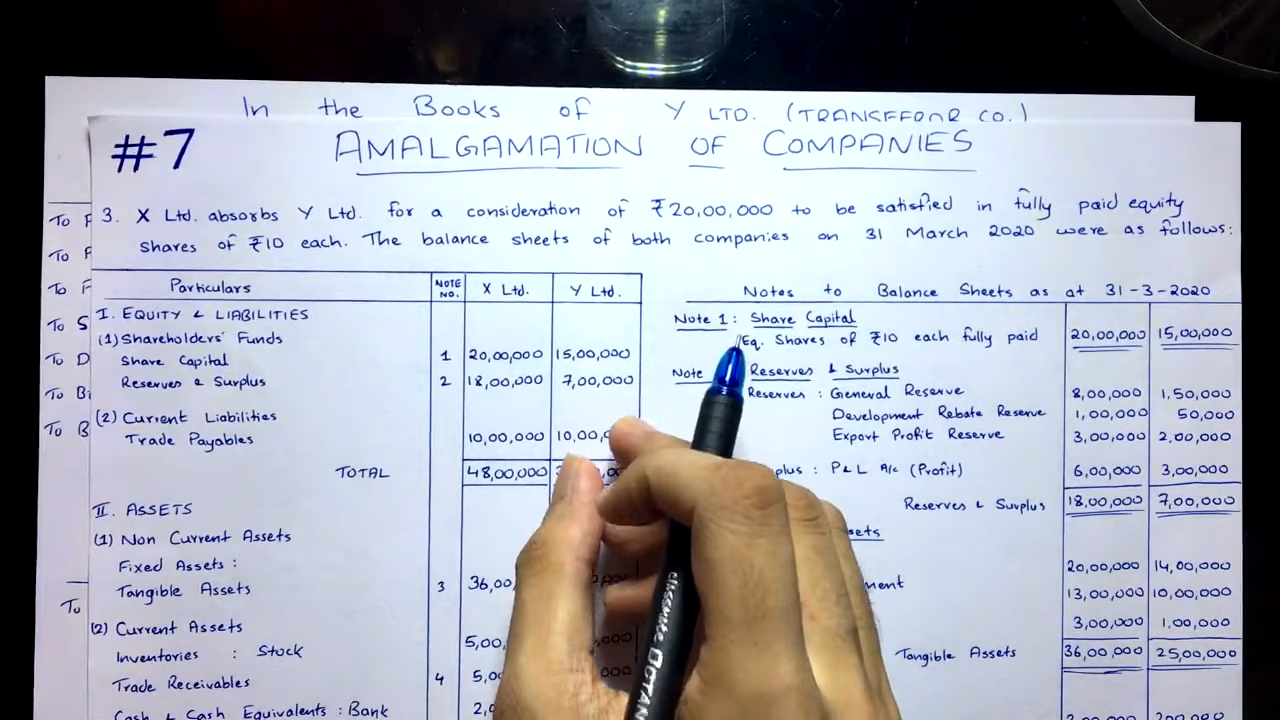 In the Books of Y LTD. (TRANSFEROR CO.)
#7 AMALGAMATION OF COMPANIES
3. X Ltd. absorbs Y Ltd. for a consideration of ₹20,00,000 to be satisfied in fully paid equity
shares of ₹10 each. The balance sheets of both companies on 31 March 2020 were as follows:
Particulars NOTE NO. X Ltd. Y Ltd.
I. EQUITY & LIABILITIES
(1) Shareholders' Funds
Share Capital 1 20,00,000 15,00,000
Reserves & Surplus 2 18,00,000 7,00,000
(2) Current Liabilities
Trade Payables 10,00,000
TOTAL 48,00,000
II. ASSETS
(1) Non Current Assets
Fixed Assets :
Tangible Assets 3
(2) Current Assets
Inventories : Stock
Trade Receivables 4
Cash & Cash Equivalents : Bank
Notes to Balance Sheets as at 31-3-2020
Note 1: Share Capital
Eq. Shares of ₹10 each fully paid 20,00,000 15,00,000
Note Reserves & Surplus
Reserves : General Reserve 8,00,000 1,50,000
Development Rebate Reserve 1,00,000 50,000
Export Profit Reserve 3,00,000 2,00,000
: P&L A/c (Profit) 6,00,000 3,00,000
Reserves & Surplus 18,00,000 7,00,000
20,00,000 14,00,000
13,00,000 10,00,000
3,00,000 1,00,000
Tangible Assets 36,00,000 25,00,000
To
To
To
To
To
To
To
To
classmate OCTANE